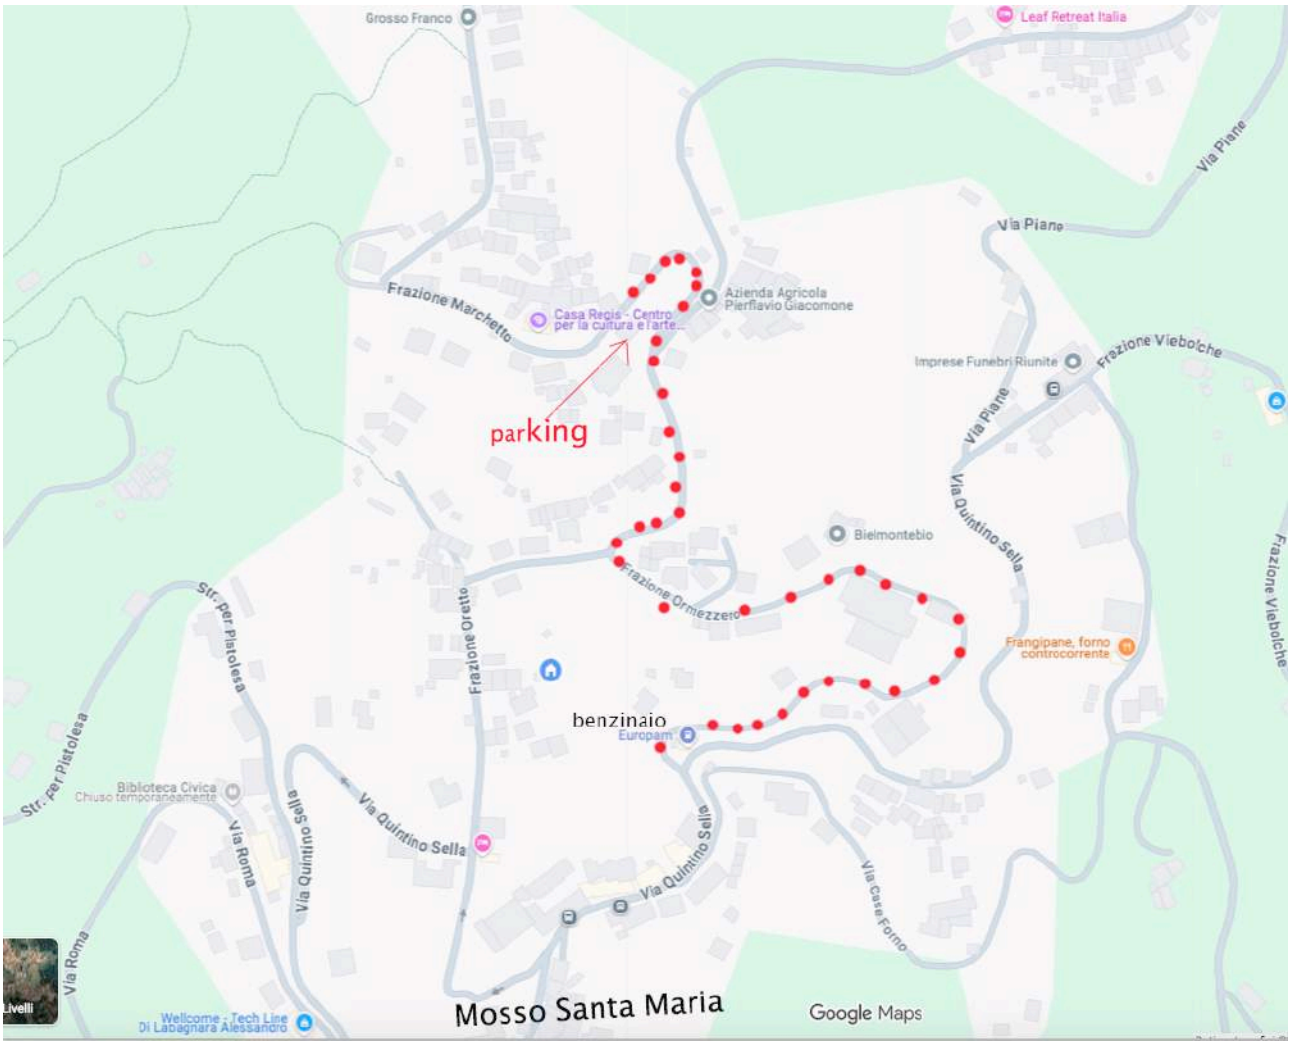 Grosso Franco
Leaf Retreat Italia
Via Piane
Via Piane
Frazione Marchetto
Casa Regis - Centro
per la cultura e l'arte...
Azienda Agricola
Pierflavio Giacomone
Imprese Funebri Riunite
Frazione Viebolche
Via Piane
parking
Via Quintino Sella
Bielmontebio
Frazione Viebolche
Str. per Pistolesa
Frazione Ormezzero
Frazione Oretto
Frangipane, forno
controcorrente
benzinaio
Europam
Str. per Pistolesa
Biblioteca Civica
Chiuso temporaneamente
Via Quintino Sella
Via Quintino Sella
Via Roma
Via Quintino Sella
Via Case Forno
Via Roma
Livelli
Mosso Santa Maria
Google Maps
Wellcome - Tech Line
Di Labagnara Alessandro